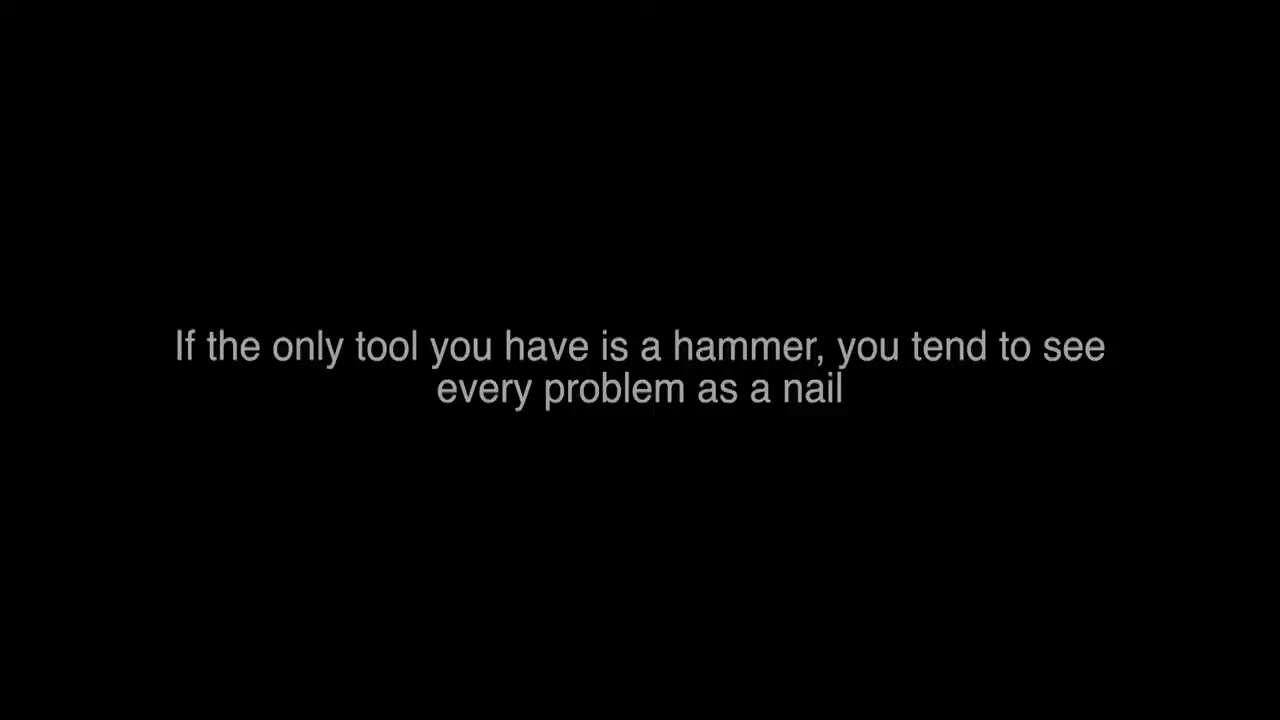 If the only tool you have is a hammer, you tend to see
every problem as a nail